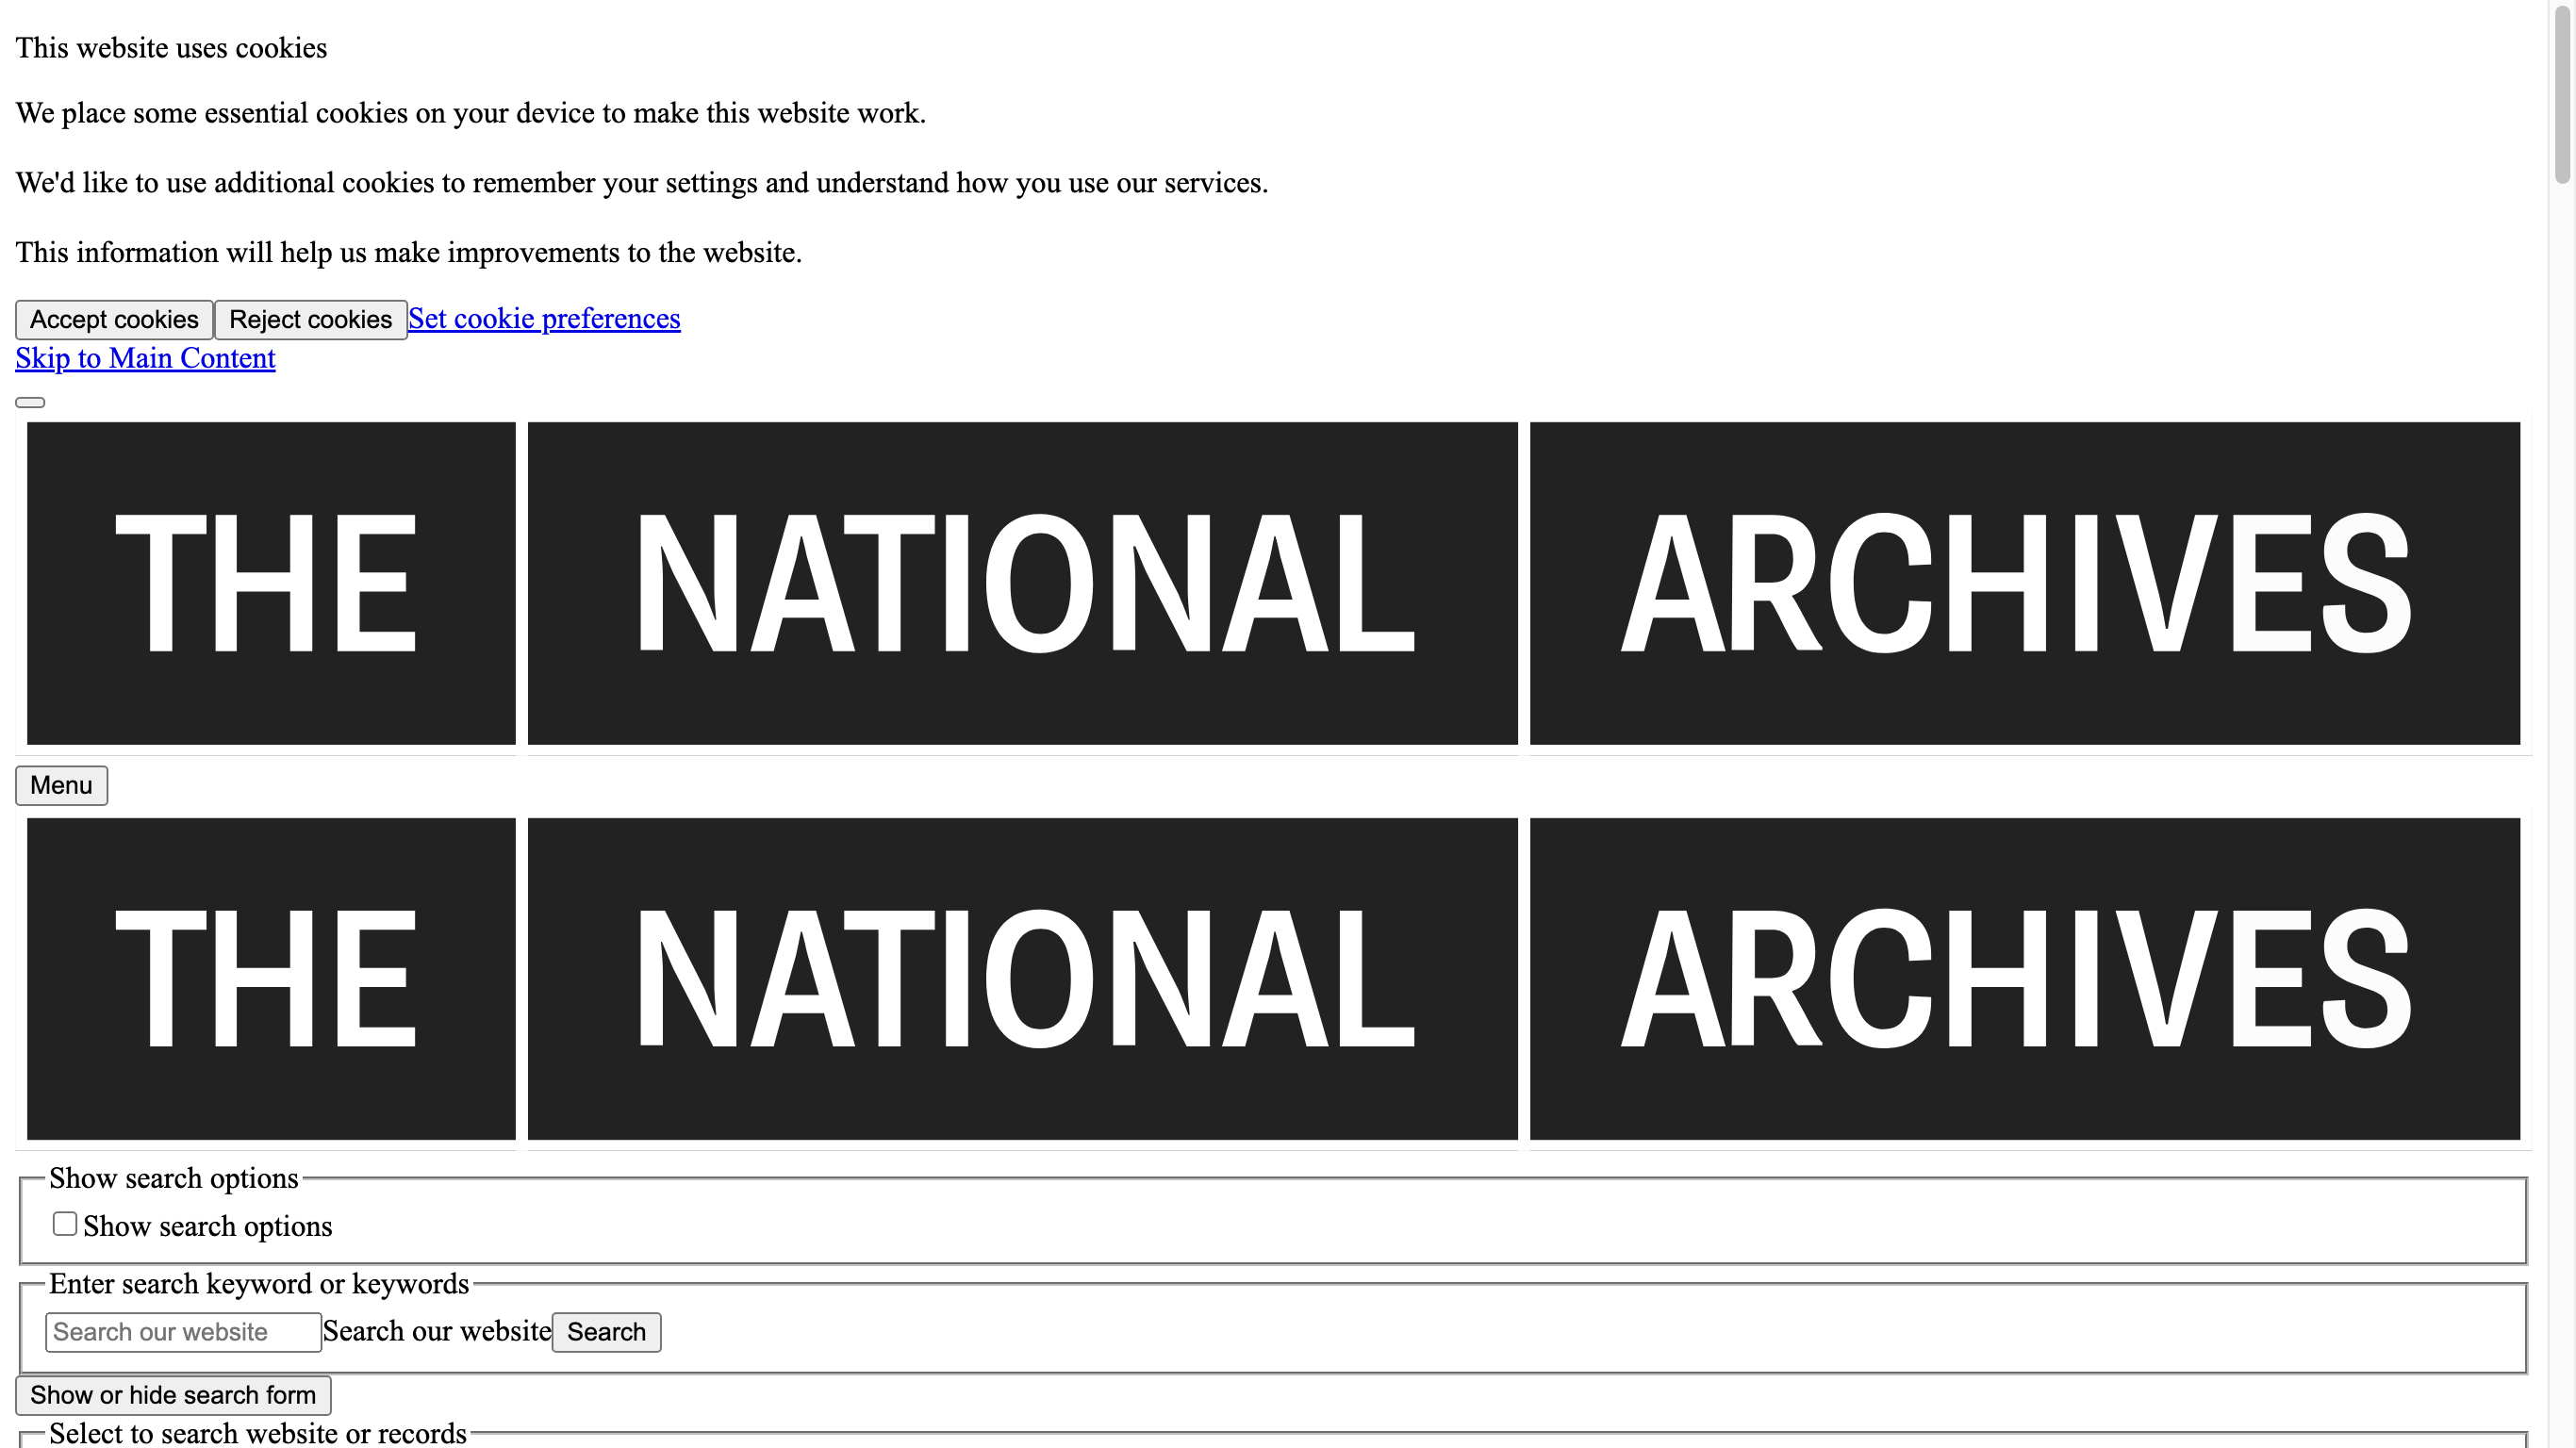 This website uses cookies
We place some essential cookies on your device to make this website work.
We'd like to use additional cookies to remember your settings and understand how you use our services.
This information will help us make improvements to the website.
Accept cookies Reject cookies Set cookie preferences
Skip to Main Content
THE NATIONAL ARCHIVES
Menu
THE NATIONAL ARCHIVES
Show search options
Show search options
Enter search keyword or keywords
Search our website Search our website Search
Show or hide search form
Select to search website or records